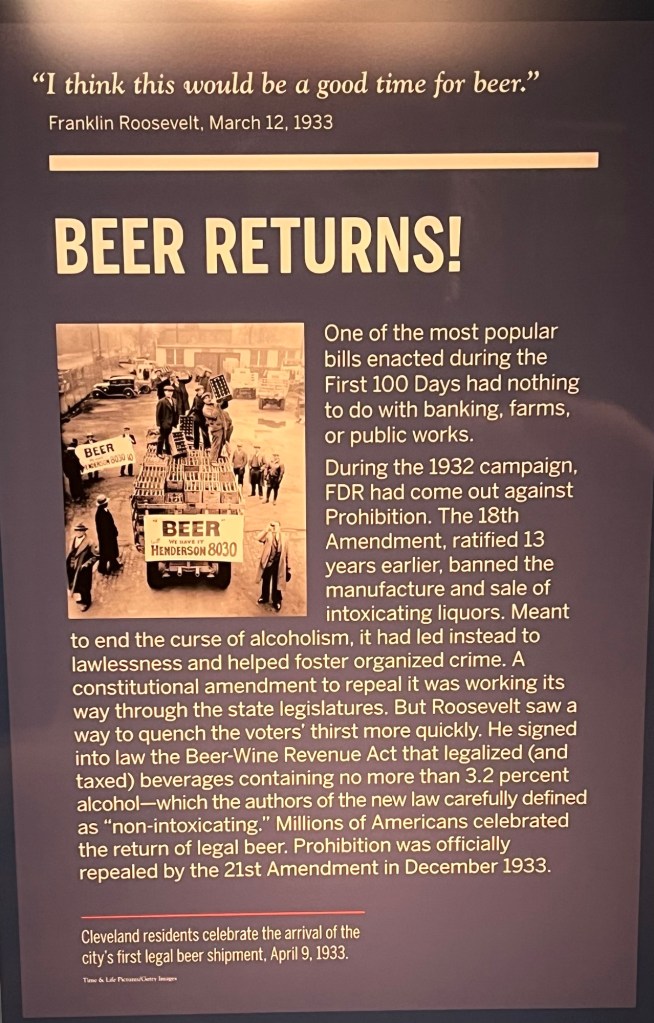 “I think this would be a good time for beer.”
Franklin Roosevelt, March 12, 1933
BEER RETURNS!
BEER
HENDERSON 8030
"BEER"
WE HAVE IT
HENDERSON 8030
One of the most popular
bills enacted during the
First 100 Days had nothing
to do with banking, farms,
or public works.
During the 1932 campaign,
FDR had come out against
Prohibition. The 18th
Amendment, ratified 13
years earlier, banned the
manufacture and sale of
intoxicating liquors. Meant
to end the curse of alcoholism, it had led instead to
lawlessness and helped foster organized crime. A
constitutional amendment to repeal it was working its
way through the state legislatures. But Roosevelt saw a
way to quench the voters’ thirst more quickly. He signed
into law the Beer-Wine Revenue Act that legalized (and
taxed) beverages containing no more than 3.2 percent
alcohol—which the authors of the new law carefully defined
as “non-intoxicating.” Millions of Americans celebrated
the return of legal beer. Prohibition was officially
repealed by the 21st Amendment in December 1933.
Cleveland residents celebrate the arrival of the
city’s first legal beer shipment, April 9, 1933.
Time & Life Pictures/Getty Images